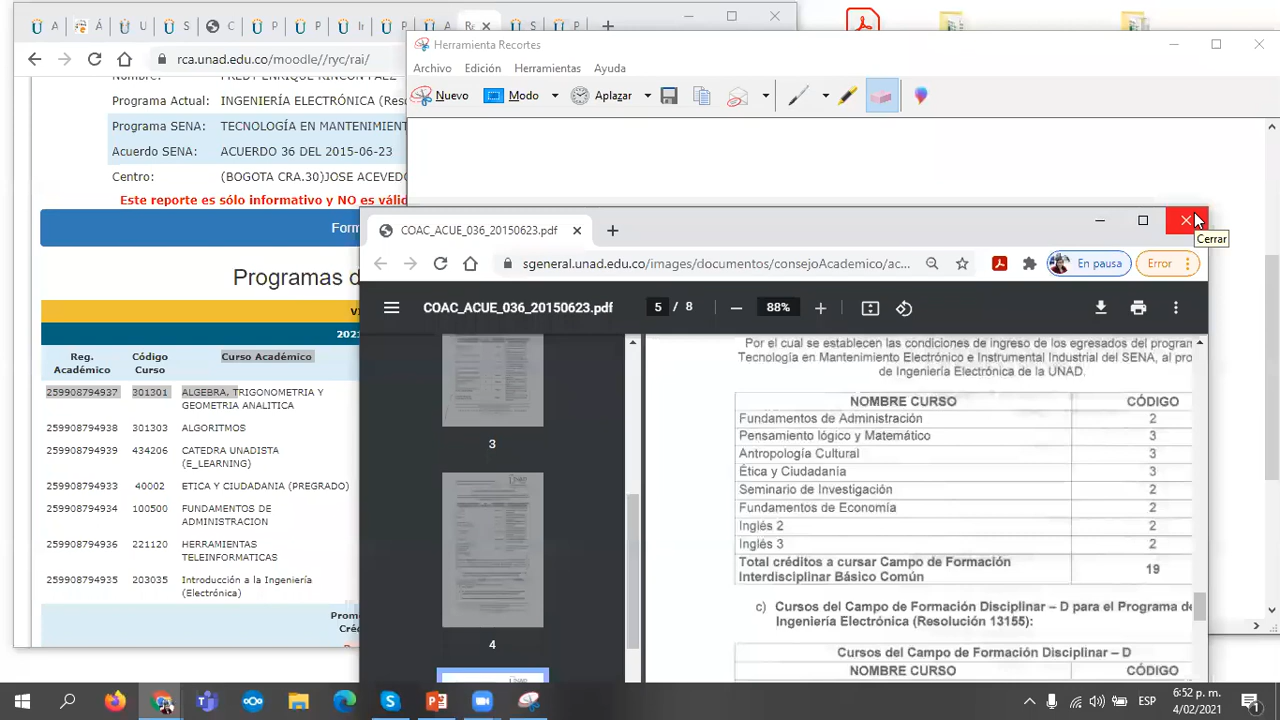 rca.unad.edu.co/moodle//ryc/rai/
Programa Actual: INGENIERÍA ELECTRÓNICA
Programa SENA: TECNOLOGÍA EN
Acuerdo SENA: ACUERDO 36 DEL 2015-06-23
Centro: (BOGOTA CRA.30)JOSE ACEVEDO
Este reporte es sólo informativo y NO es
Programas
Reg. Académico
Código Curso
Curso Académico
259908794937 301301 ALGEBRA, TRIGONOMETRIA Y
GEOMETRIA ANALITICA
259908794938 301303 ALGORITMOS
259908794939 434206 CATEDRA UNADISTA
(E_LEARNING)
259908794933 40002 ETICA Y CIUDADANIA (PREGRADO)
259908794934 FUNDAMENTOS DE
ADMINISTRACION
259908794936 221120 HERRAMIENTAS
TELEINFORMATICAS
259908794935 203035 Introducción a la Ingeniería
(Electrónica)
Herramienta Recortes
Archivo Edición Herramientas Ayuda
Nuevo Modo Aplazar
COAC_ACUE_036_20150623.pdf
Cerrar
sgeneral.unad.edu.co/images/documentos/consejoAcademico/ac...
En pausa Error
COAC_ACUE_036_20150623.pdf 5 / 8 88%
3
4
Por el cual se establecen las condiciones de ingreso de los egresados del
Tecnología en Mantenimiento Electrónico e Instrumental Industrial del SENA, al
de Ingeniería Electrónica de la UNAD.
NOMBRE CURSO CÓDIGO
Fundamentos de Administración 2
Pensamiento lógico y Matemático 3
Antropología Cultural 3
Ética y Ciudadanía 3
Seminario de Investigación 2
Fundamentos de Economía 2
Inglés 2 2
Inglés 3 2
Total créditos a cursar Campo de Formación
Interdisciplinar Básico Común 19
c) Cursos del Campo de Formación Disciplinar – D para el Programa de
Ingeniería Electrónica (Resolución 13155):
Cursos del Campo de Formación Disciplinar – D
NOMBRE CURSO CÓDIGO
ESP
6:52 p. m.
4/02/2021
1